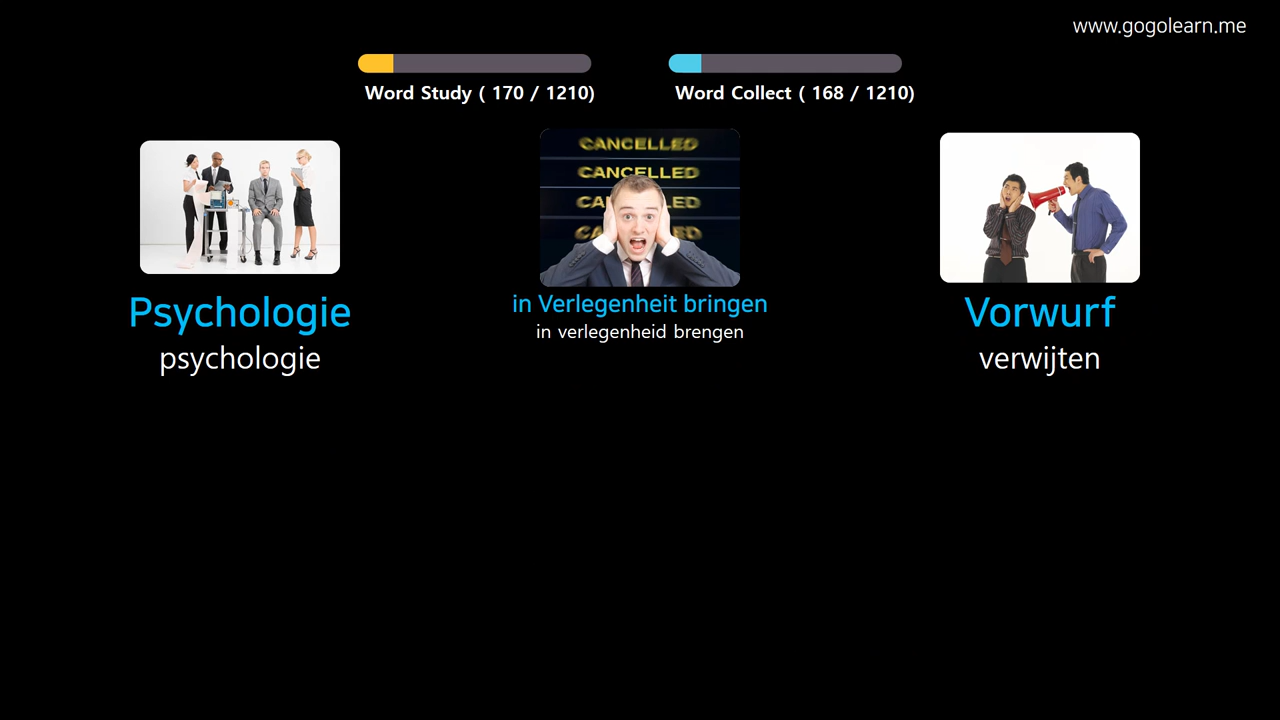 www.gogolearn.me
Word Study ( 170 / 1210)
Word Collect ( 168 / 1210)
CANCELLED
CANCELLED
Psychologie
psychologie
in Verlegenheit bringen
in verlegenheid brengen
Vorwurf
verwijten